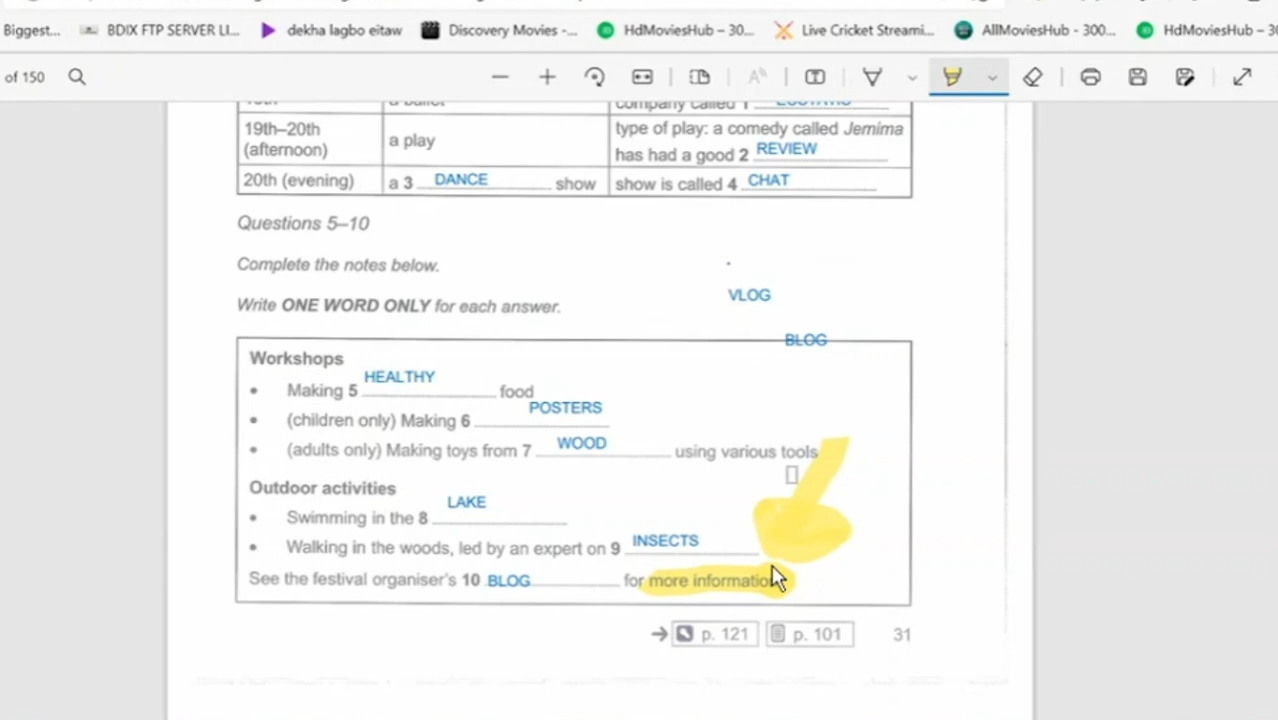 Biggest... BDIX FTP SERVER LI... dekha lagbo eitaw Discovery Movies -... HdMoviesHub – 30... Live Cricket Streami... AllMoviesHub - 300... HdMoviesHub – 30
of 150
a ballet company called 1 ECSTATIC
19th–20th (afternoon) a play type of play: a comedy called Jemima
has had a good 2 REVIEW
20th (evening) a 3 DANCE show show is called 4 CHAT
Questions 5–10
Complete the notes below.
VLOG
Write ONE WORD ONLY for each answer.
BLOG
Workshops
• Making 5 HEALTHY food
• (children only) Making 6 POSTERS
• (adults only) Making toys from 7 WOOD using various tools
Outdoor activities
• Swimming in the 8 LAKE
• Walking in the woods, led by an expert on 9 INSECTS
See the festival organiser's 10 BLOG for more information
→ p. 121 p. 101 31